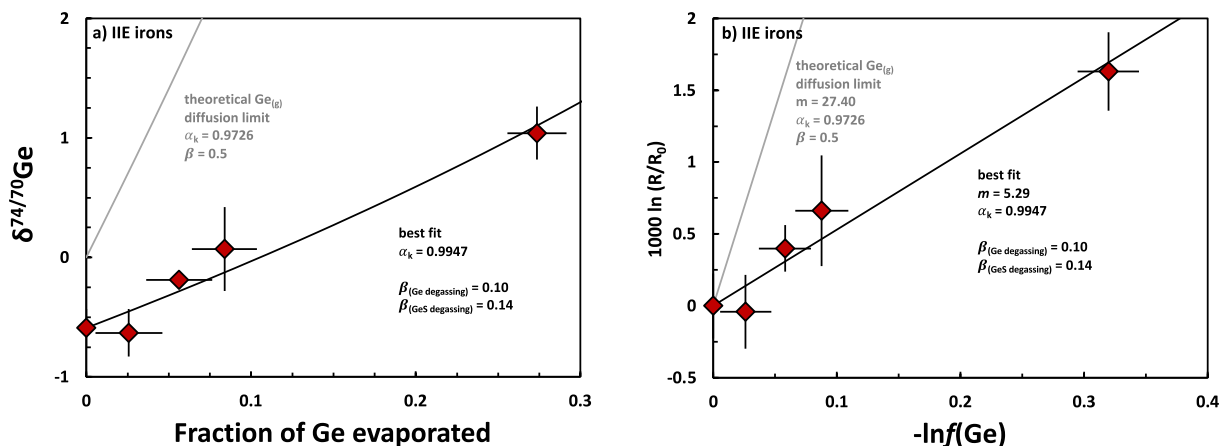 a) IIE irons
2
1
0
-1
δ74/70Ge
theoretical Ge(g)
diffusion limit
αk = 0.9726
β = 0.5
best fit
αk = 0.9947
β(Ge degassing) = 0.10
β(GeS degassing) = 0.14
0
0.1
0.2
0.3
Fraction of Ge evaporated
b) IIE irons
2
1.5
1
0.5
0
-0.5
1000 ln (R/R0)
theoretical Ge(g)
diffusion limit
m = 27.40
αk = 0.9726
β = 0.5
best fit
m = 5.29
αk = 0.9947
β(Ge degassing) = 0.10
β(GeS degassing) = 0.14
0
0.1
0.2
0.3
0.4
-lnf(Ge)